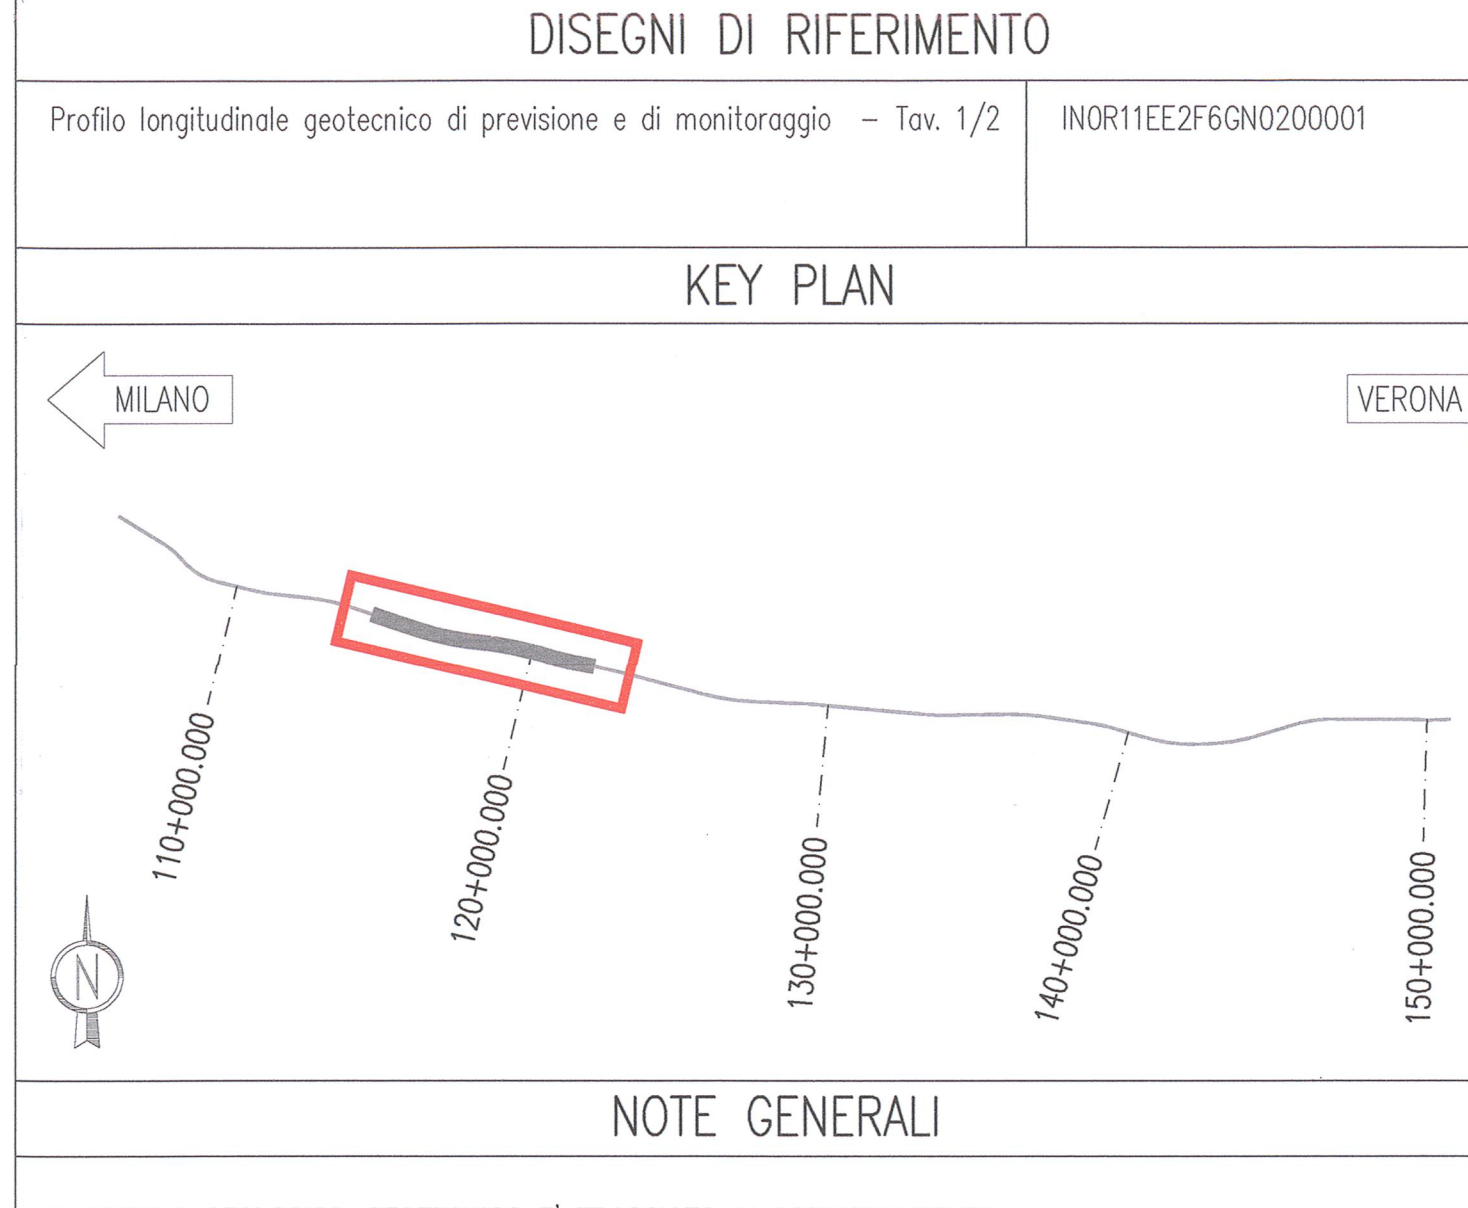 DISEGNI DI RIFERIMENTO
Profilo longitudinale geotecnico di previsione e di monitoraggio – Tav. 1/2
IN0R11EE2F6GN0200001
KEY PLAN
MILANO
VERONA
110+000.000
120+000.000
130+000.000
140+000.000
150+000.000
N
NOTE GENERALI